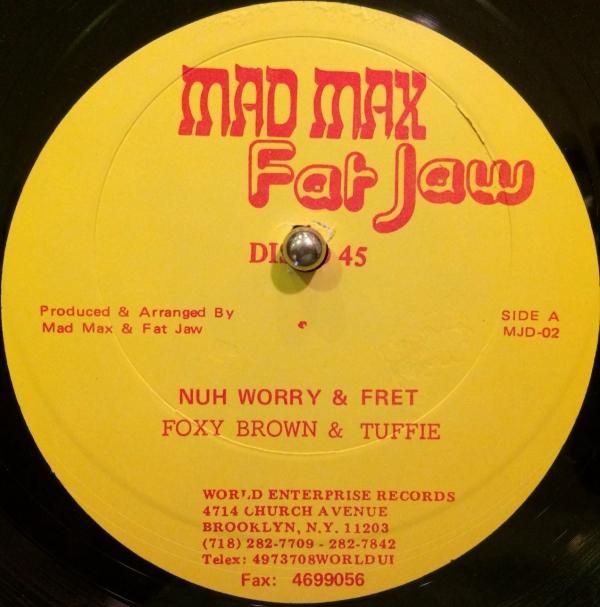 MAD MAX
Fat Jaw
45
Produced & Arranged By
Mad Max & Fat Jaw
SIDE A
MJD-02
NUH WORRY & FRET
FOXY BROWN & TUFFIE
WORLD ENTERPRISE RECORDS
4714 CHURCH AVENUE
BROOKLYN, N.Y. 11203
(718) 282-7709 - 282-7842
Telex: 4973708WORLDUI
Fax: 4699056